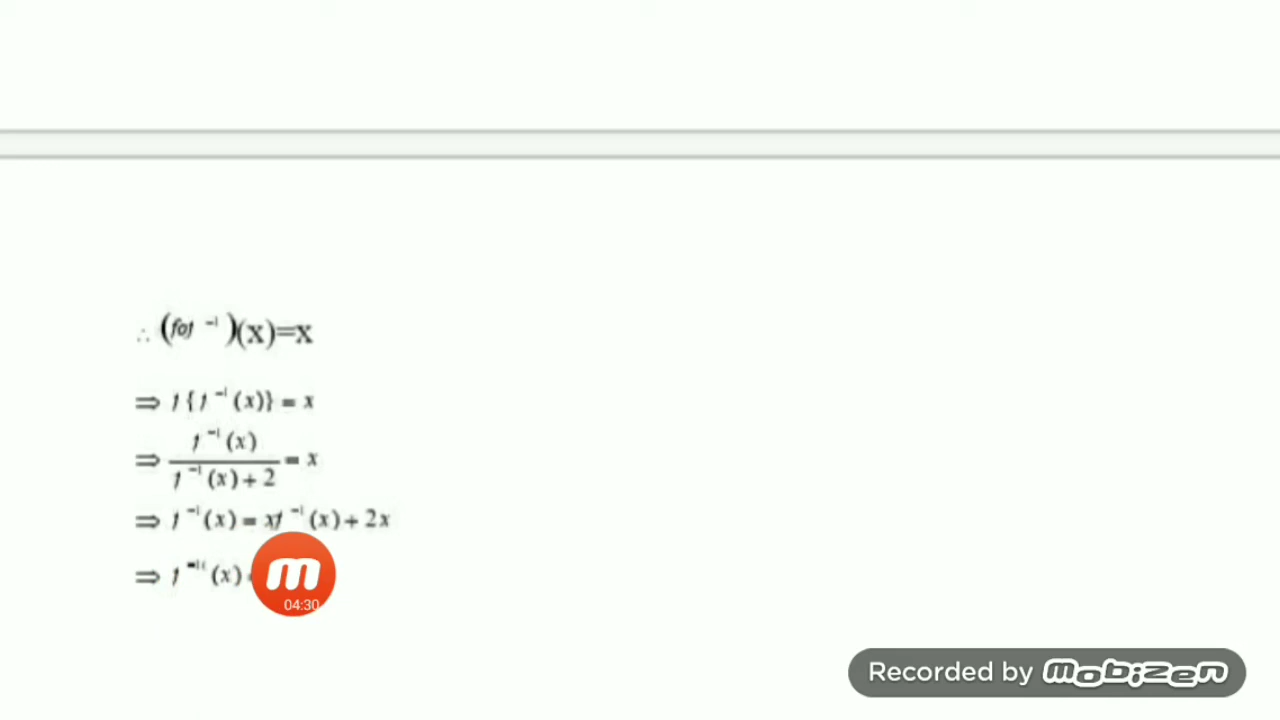 ∴ (fof ⁻¹)(x)=x
⇒ f{f ⁻¹(x)} = x
⇒ f ⁻¹(x) / f ⁻¹(x) + 2 = x
⇒ f ⁻¹(x) = xf ⁻¹(x) + 2x
⇒ f ⁻¹(x)
m
04:30
Recorded by mobizen